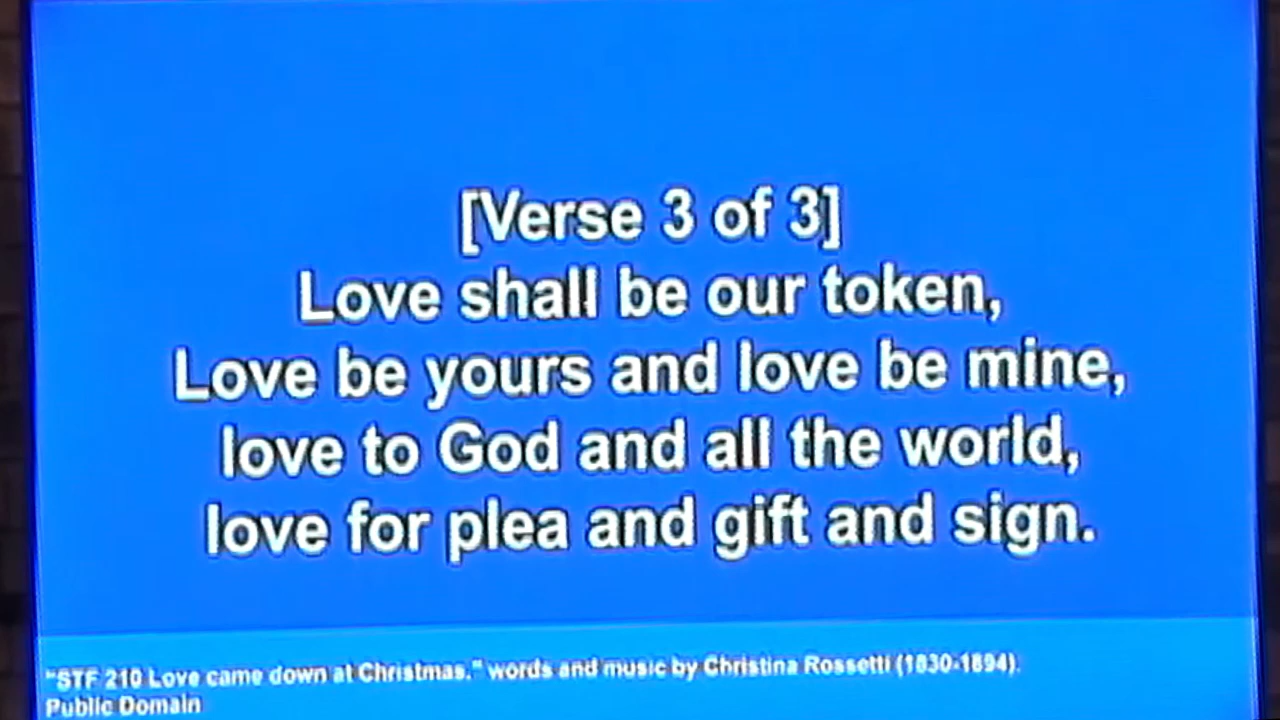 [Verse 3 of 3]
Love shall be our token,
Love be yours and love be mine,
love to God and all the world,
love for plea and gift and sign.
"STF 210 Love came down at Christmas." words and music by Christina Rossetti (1830-1894).
Public Domain